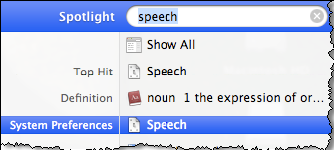 Spotlight speech
Show All
Top Hit Speech
Definition noun 1 the expression of or...
System Preferences Speech